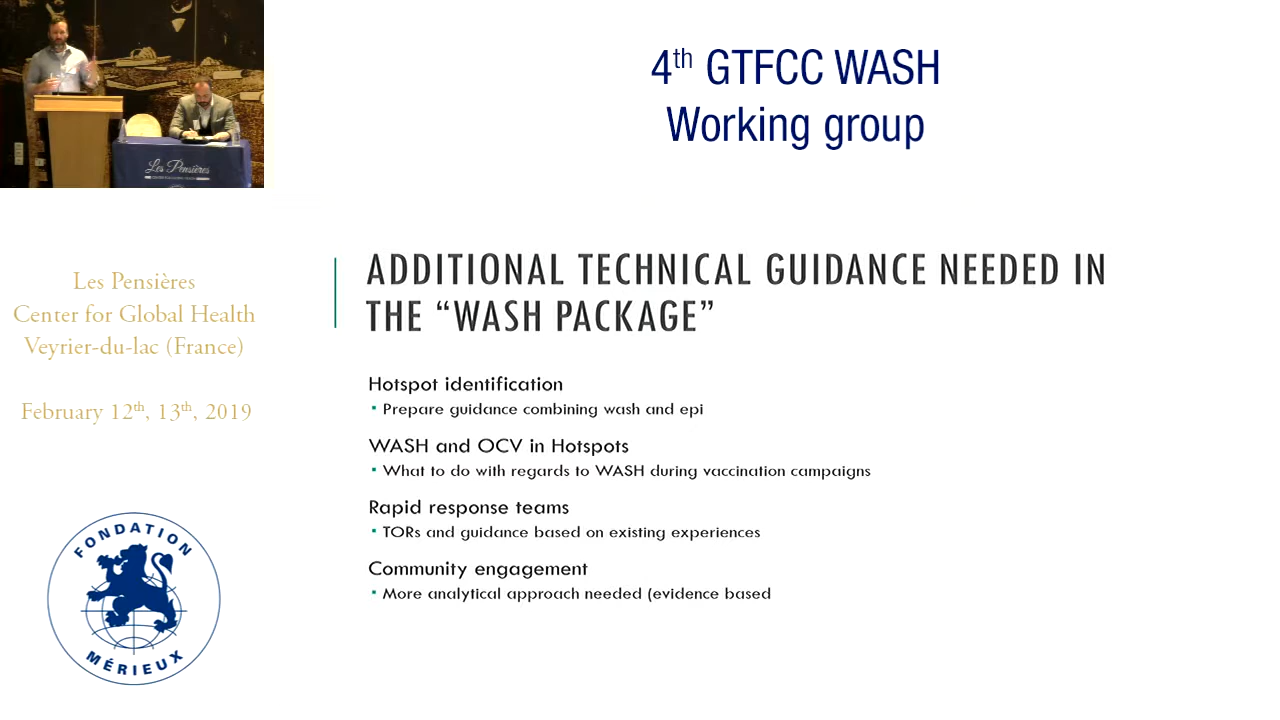 4th GTFCC WASH
Working group
Les Pensières
Les Pensières
Center for Global Health
Veyrier-du-lac (France)
February 12th, 13th, 2019
FONDATION
MÉRIEUX
ADDITIONAL TECHNICAL GUIDANCE NEEDED IN
THE “WASH PACKAGE”
Hotspot identification
▪ Prepare guidance combining wash and epi
WASH and OCV in Hotspots
▪ What to do with regards to WASH during vaccination campaigns
Rapid response teams
▪ TORs and guidance based on existing experiences
Community engagement
▪ More analytical approach needed (evidence based